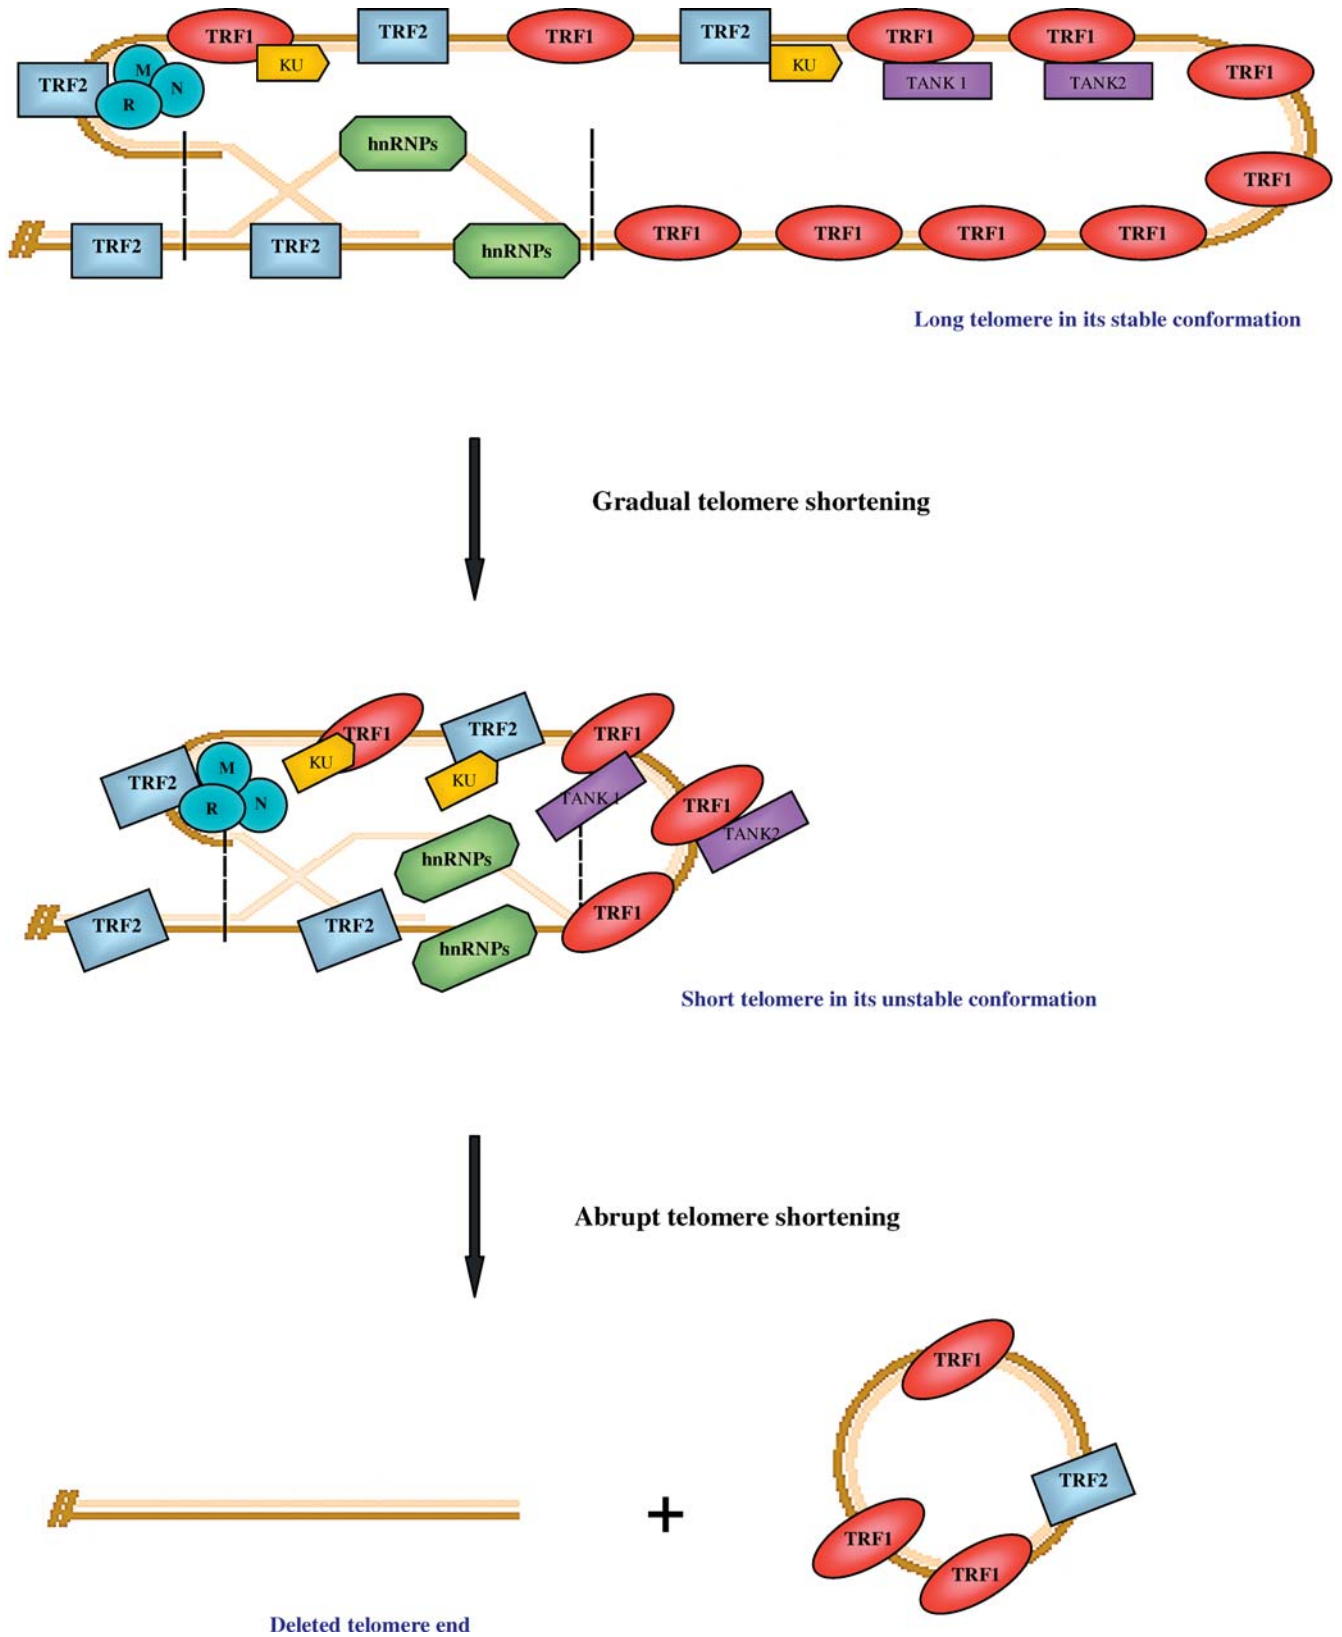 TRF1
TRF2
TRF1
TRF2
TRF1
TRF1
KU
KU
TANK 1
TANK2
TRF1
TRF2
M
N
R
hnRNPs
TRF1
TRF2
TRF2
hnRNPs
TRF1
TRF1
TRF1
TRF1
Long telomere in its stable conformation
Gradual telomere shortening
TRF1
TRF2
TRF1
KU
KU
TRF2
M
R
N
TANK 1
TRF1
TANK2
hnRNPs
TRF2
TRF2
hnRNPs
TRF1
Short telomere in its unstable conformation
Abrupt telomere shortening
TRF1
TRF2
+
TRF1
TRF1
Deleted telomere end